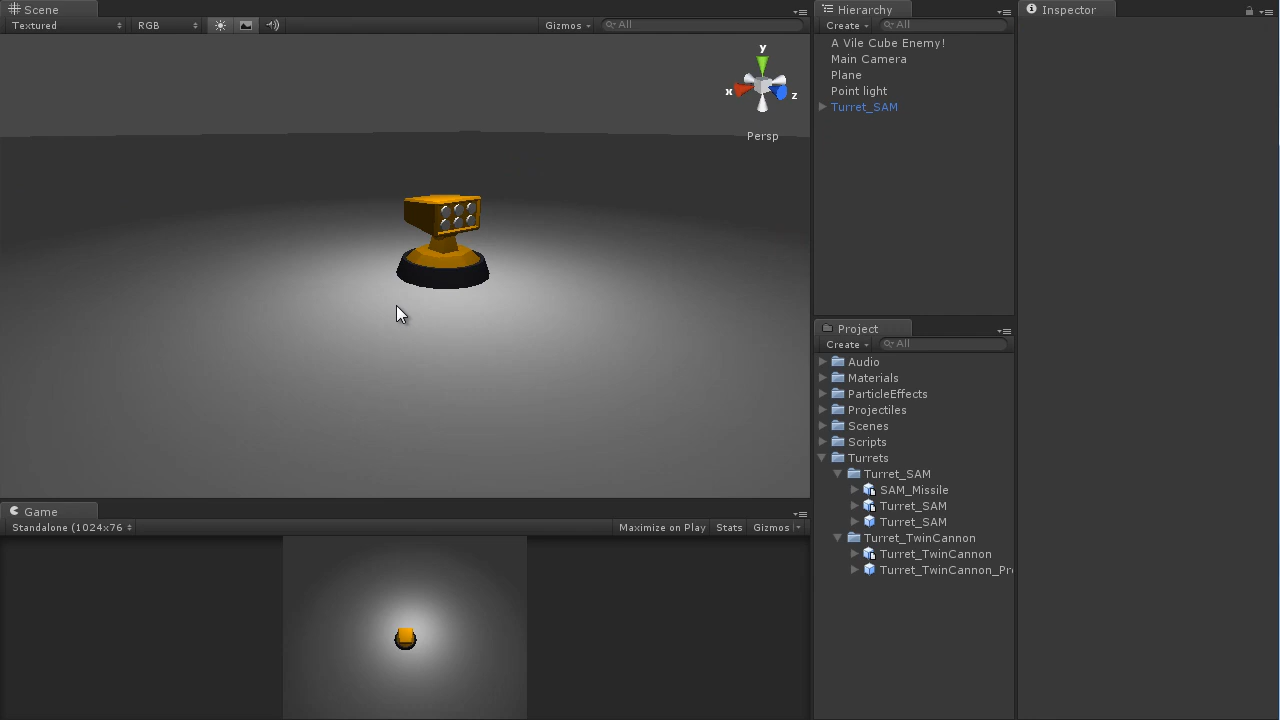 Scene
Textured
RGB
Gizmos
All
y
x
z
Persp
Hierarchy
Create
All
A Vile Cube Enemy!
Main Camera
Plane
Point light
Turret_SAM
Inspector
Project
Create
All
Audio
Materials
ParticleEffects
Projectiles
Scenes
Scripts
Turrets
Turret_SAM
SAM_Missile
Turret_SAM
Turret_SAM
Turret_TwinCannon
Turret_TwinCannon
Turret_TwinCannon_Pr
Game
Standalone (1024x76
Maximize on Play
Stats
Gizmos